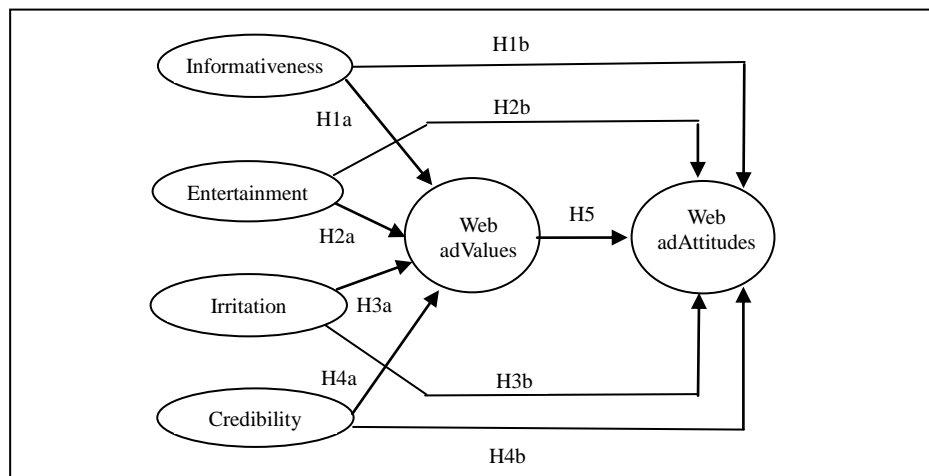 H1b
Informativeness
H1a
H2b
Entertainment
H2a
Web
adValues
H5
Web
adAttitudes
Irritation
H3a
H4a
H3b
Credibility
H4b